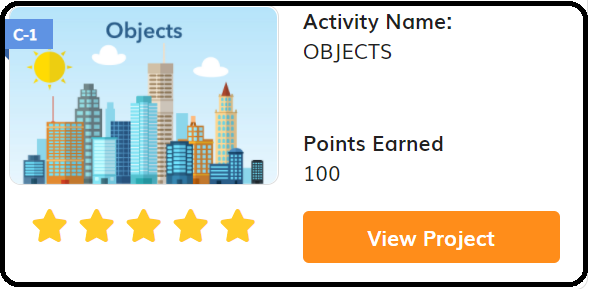 C-1
Objects
Activity Name:
OBJECTS
Points Earned
100
View Project